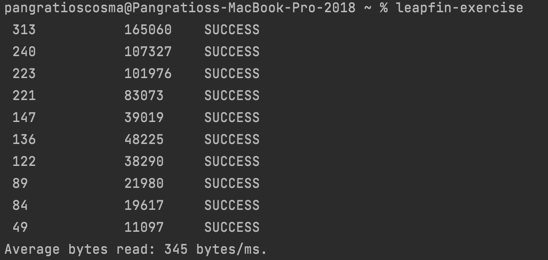 pangratioscosma@Pangratioss-MacBook-Pro-2018 ~ % leapfin-exercise
313 165060 SUCCESS
240 107327 SUCCESS
223 101976 SUCCESS
221 83073 SUCCESS
147 39019 SUCCESS
136 48225 SUCCESS
122 38290 SUCCESS
89 21980 SUCCESS
84 19617 SUCCESS
49 11097 SUCCESS
Average bytes read: 345 bytes/ms.